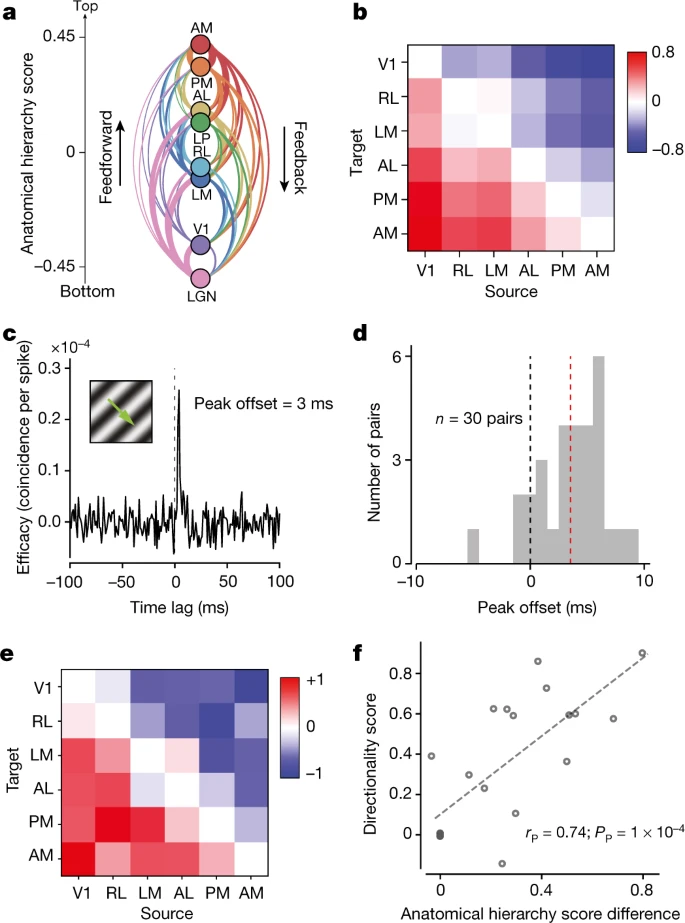 a
Top
0.45
0
−0.45
Bottom
Anatomical hierarchy score
Feedforward
Feedback
AM
PM
AL
LP
RL
LM
V1
LGN
b
Target
V1
RL
LM
AL
PM
AM
V1 RL LM AL PM AM
Source
0.8
0
−0.8
c
×10⁻⁴
0.3
0.2
0.1
0.0
Efficacy (coincidence per spike)
Peak offset = 3 ms
−100 −50 0 50 100
Time lag (ms)
d
6
3
0
Number of pairs
n = 30 pairs
−10 0 10
Peak offset (ms)
e
Target
V1
RL
LM
AL
PM
AM
V1 RL LM AL PM AM
Source
+1
0
−1
f
0.8
0.6
0.4
0.2
0
Directionality score
rP = 0.74; PP = 1 × 10⁻⁴
0 0.4 0.8
Anatomical hierarchy score difference